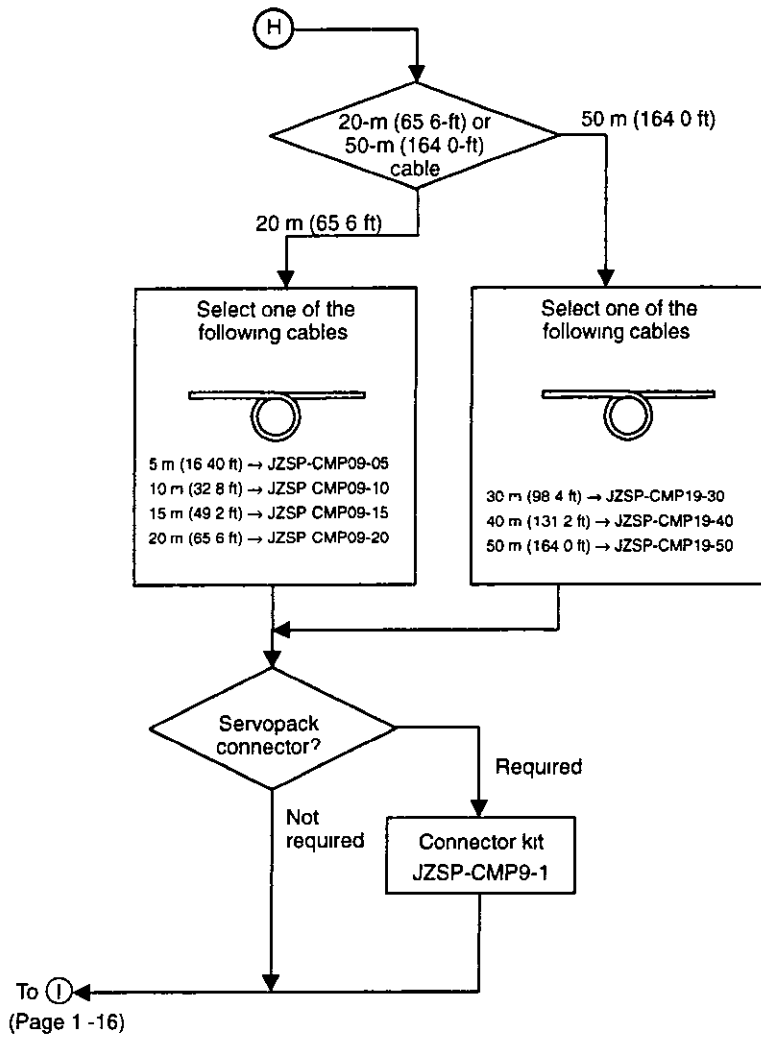 H
20-m (65 6-ft) or
50-m (164 0-ft)
cable
50 m (164 0 ft)
20 m (65 6 ft)
Select one of the
following cables
5 m (16 40 ft) → JZSP-CMP09-05
10 m (32 8 ft) → JZSP CMP09-10
15 m (49 2 ft) → JZSP CMP09-15
20 m (65 6 ft) → JZSP CMP09-20
Select one of the
following cables
30 m (98 4 ft) → JZSP-CMP19-30
40 m (131 2 ft) → JZSP-CMP19-40
50 m (164 0 ft) → JZSP-CMP19-50
Servopack
connector?
Required
Not
required
Connector kit
JZSP-CMP9-1
To I
(Page 1 -16)